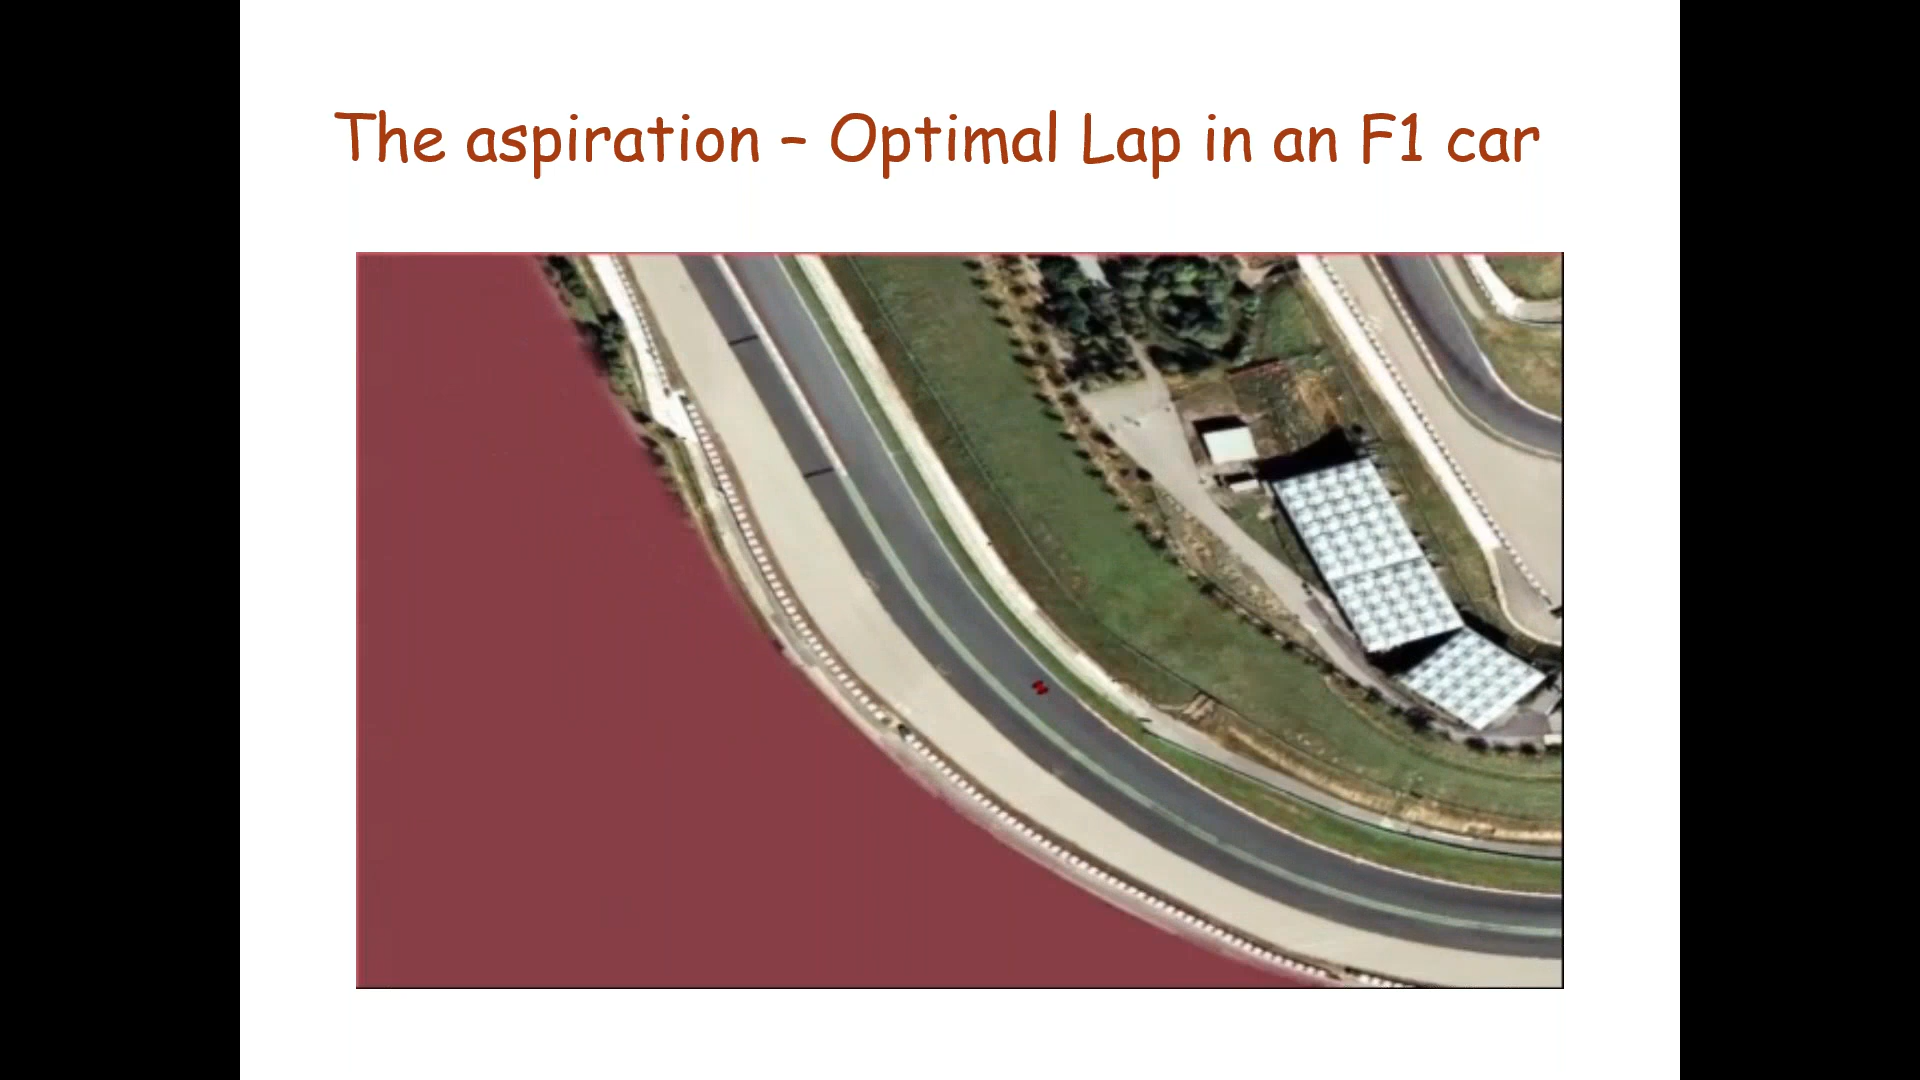 The aspiration – Optimal Lap in an F1 car